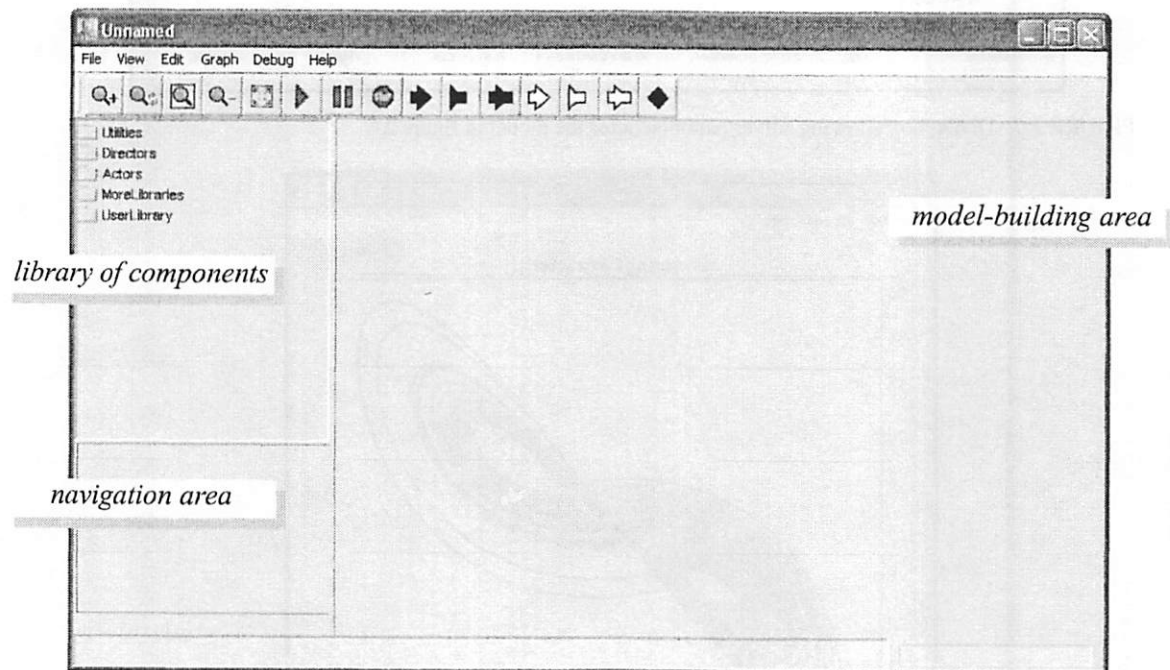 Unnamed
File View Edit Graph Debug Help
Utilities
Directors
Actors
MoreLibraries
UserLibrary
model-building area
library of components
navigation area